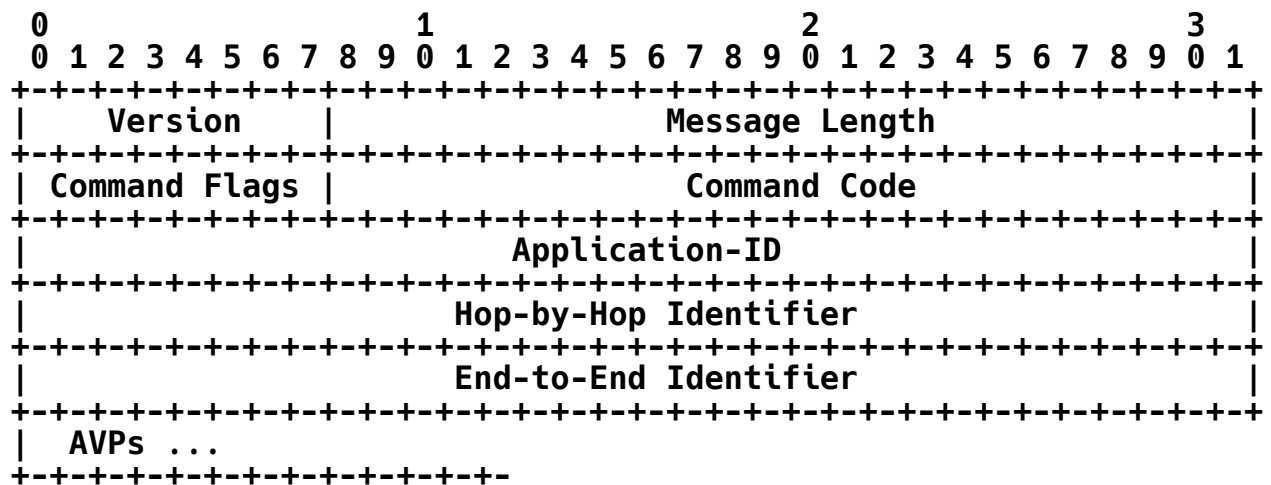 0                   1                   2                   3
 0 1 2 3 4 5 6 7 8 9 0 1 2 3 4 5 6 7 8 9 0 1 2 3 4 5 6 7 8 9 0 1
+-+-+-+-+-+-+-+-+-+-+-+-+-+-+-+-+-+-+-+-+-+-+-+-+-+-+-+-+-+-+-+-+
|    Version    |                 Message Length                |
+-+-+-+-+-+-+-+-+-+-+-+-+-+-+-+-+-+-+-+-+-+-+-+-+-+-+-+-+-+-+-+-+
| Command Flags |                  Command Code                 |
+-+-+-+-+-+-+-+-+-+-+-+-+-+-+-+-+-+-+-+-+-+-+-+-+-+-+-+-+-+-+-+-+
|                         Application-ID                        |
+-+-+-+-+-+-+-+-+-+-+-+-+-+-+-+-+-+-+-+-+-+-+-+-+-+-+-+-+-+-+-+-+
|                      Hop-by-Hop Identifier                    |
+-+-+-+-+-+-+-+-+-+-+-+-+-+-+-+-+-+-+-+-+-+-+-+-+-+-+-+-+-+-+-+-+
|                      End-to-End Identifier                    |
+-+-+-+-+-+-+-+-+-+-+-+-+-+-+-+-+-+-+-+-+-+-+-+-+-+-+-+-+-+-+-+-+
|  AVPs ...
+-+-+-+-+-+-+-+-+-+-+-+-+-